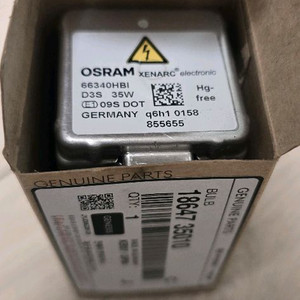 OSRAM XENARC® electronic
66340HBI
D3S 35W
E1 09S DOT
GERMANY q6h1 0158
855655
Hg-
free
GENUINE PARTS
QTY: 1
18647 35010
BULB
GENUINE PARTS